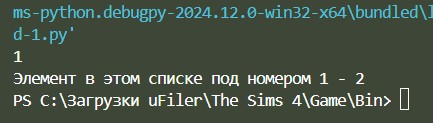 ms-python.debugpy-2024.12.0-win32-x64\bundled\l
d-1.py'
1
Элемент в этом списке под номером 1 - 2
PS C:\Загрузки uFiler\The Sims 4\Game\Bin>